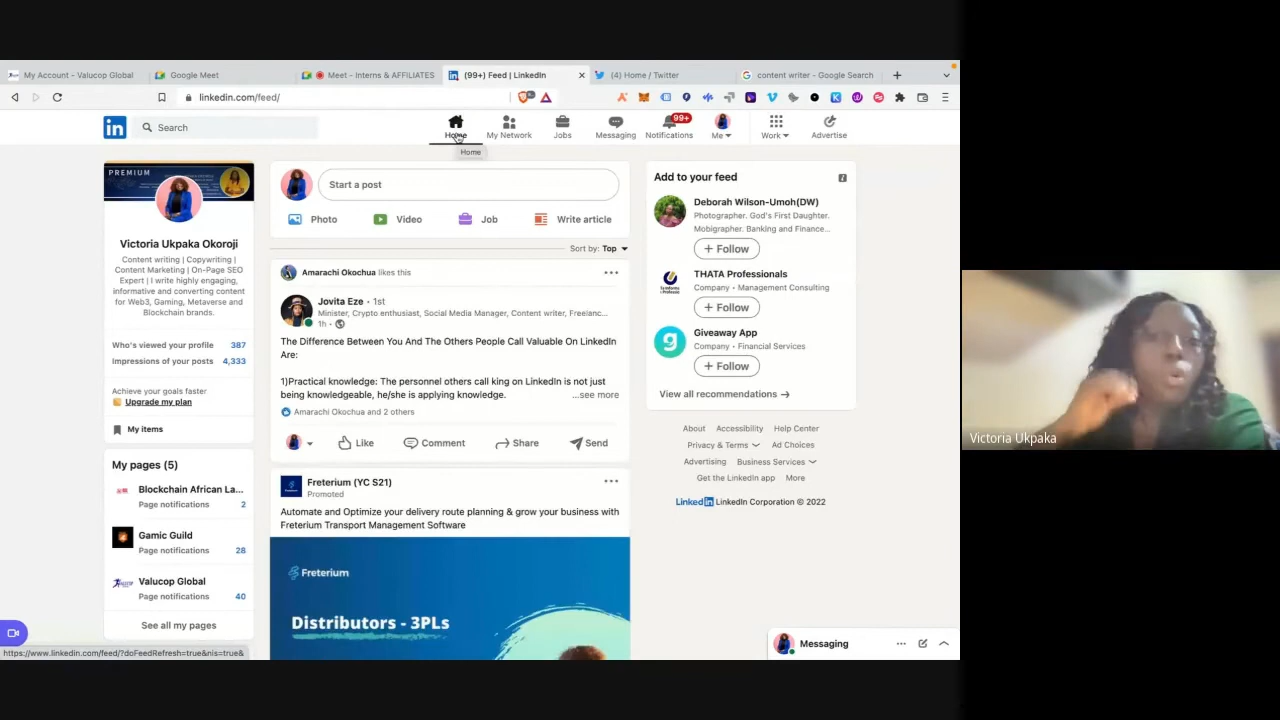 My Account - Valucop Global
Google Meet
Meet - Interns & AFFILIATES
(99+) Feed | LinkedIn
(4) Home / Twitter
content writer - Google Search
linkedin.com/feed/
Search
Home
My Network
Jobs
Messaging
99+
Notifications
Me
Work
Advertise
Home
PREMIUM
Victoria Ukpaka Okoroji
Content writing | Copywriting |
Content Marketing | On-Page SEO
Expert | I write highly engaging,
informative and converting content
for Web3, Gaming, Metaverse and
Blockchain brands.
Who's viewed your profile 387
Impressions of your posts 4,333
Achieve your goals faster
Upgrade my plan
My items
My pages (5)
Blockchain African La...
Page notifications 2
Gamic Guild
Page notifications 28
Valucop Global
Page notifications 40
See all my pages
https://www.linkedin.com/feed/?doFeedRefresh=true&nis=true&
Start a post
Photo
Video
Job
Write article
Sort by: Top
Amarachi Okochua likes this
Jovita Eze • 1st
Minister, Crypto enthusiast, Social Media Manager, Content writer, Freelanc...
1h •
The Difference Between You And The Others People Call Valuable On LinkedIn
Are:
1)Practical knowledge: The personnel others call king on LinkedIn is not just
being knowledgeable, he/she is applying knowledge. ...see more
Amarachi Okochua and 2 others
Like
Comment
Share
Send
Freterium (YC S21)
Promoted
Automate and Optimize your delivery route planning & grow your business with
Freterium Transport Management Software
Freterium
Distributors - 3PLs
Add to your feed
Deborah Wilson-Umoh(DW)
Photographer. God's First Daughter.
Mobigrapher. Banking and Finance...
+ Follow
THATA Professionals
Company • Management Consulting
+ Follow
Giveaway App
Company • Financial Services
+ Follow
View all recommendations →
About Accessibility Help Center
Privacy & Terms Ad Choices
Advertising Business Services
Get the LinkedIn app More
LinkedIn LinkedIn Corporation © 2022
Messaging
Victoria Ukpaka